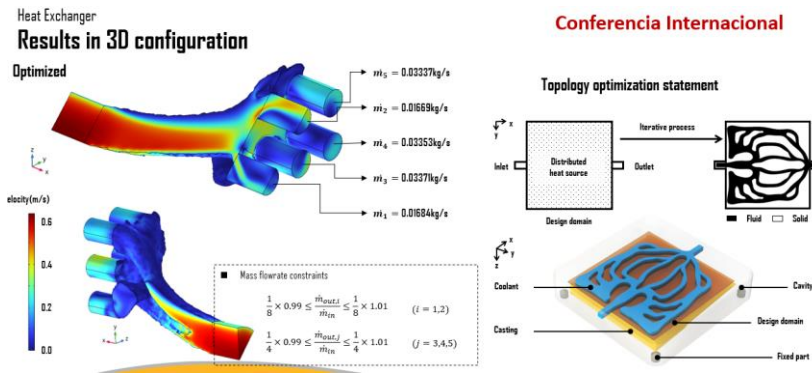 Heat Exchanger
Results in 3D configuration
Optimized
ṁ₅ = 0.03337kg/s
ṁ₂ = 0.01669kg/s
ṁ₄ = 0.03353kg/s
ṁ₃ = 0.03371kg/s
ṁ₁ = 0.01684kg/s
z
y
x
elocity(m/s)
0.6
0.4
0.2
0.0
z
y
x
■ Mass flowrate constraints
1/8 × 0.99 ≤ ṁout,i/ṁin ≤ 1/8 × 1.01 (i = 1,2)
1/4 × 0.99 ≤ ṁout,j/ṁin ≤ 1/4 × 1.01 (j = 3,4,5)
Conferencia Internacional
Topology optimization statement
x
y
Iterative process
Inlet
Distributed
heat source
Outlet
Design domain
Fluid
Solid
x
y
z
Coolant
Cavity
Casting
Design domain
Fixed part